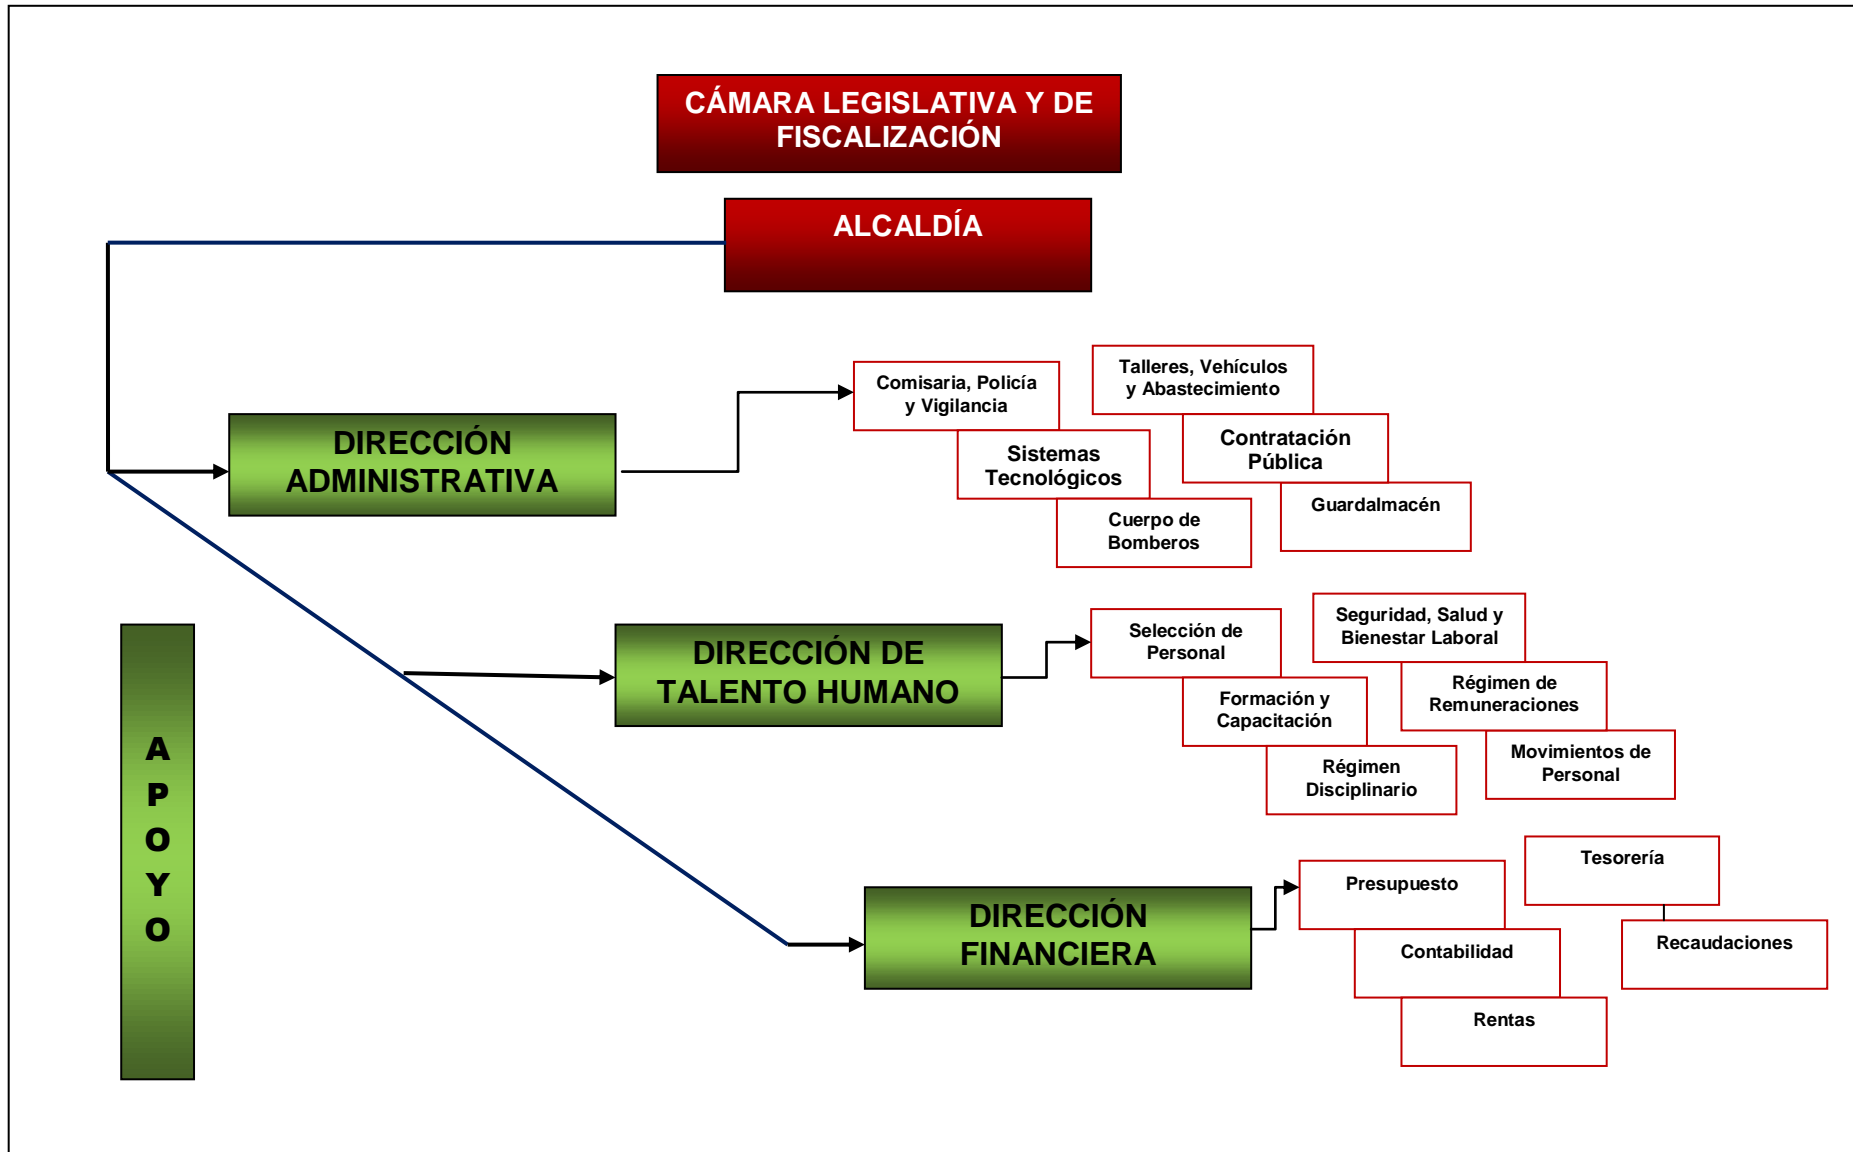 CÁMARA LEGISLATIVA Y DE
FISCALIZACIÓN
ALCALDÍA
DIRECCIÓN
ADMINISTRATIVA
Comisaria, Policía
y Vigilancia
Sistemas
Tecnológicos
Cuerpo de
Bomberos
Talleres, Vehículos
y Abastecimiento
Contratación
Pública
Guardalmacén
APOYO
DIRECCIÓN DE
TALENTO HUMANO
Selección de
Personal
Formación y
Capacitación
Régimen
Disciplinario
Seguridad, Salud y
Bienestar Laboral
Régimen de
Remuneraciones
Movimientos de
Personal
DIRECCIÓN
FINANCIERA
Presupuesto
Contabilidad
Rentas
Tesorería
Recaudaciones